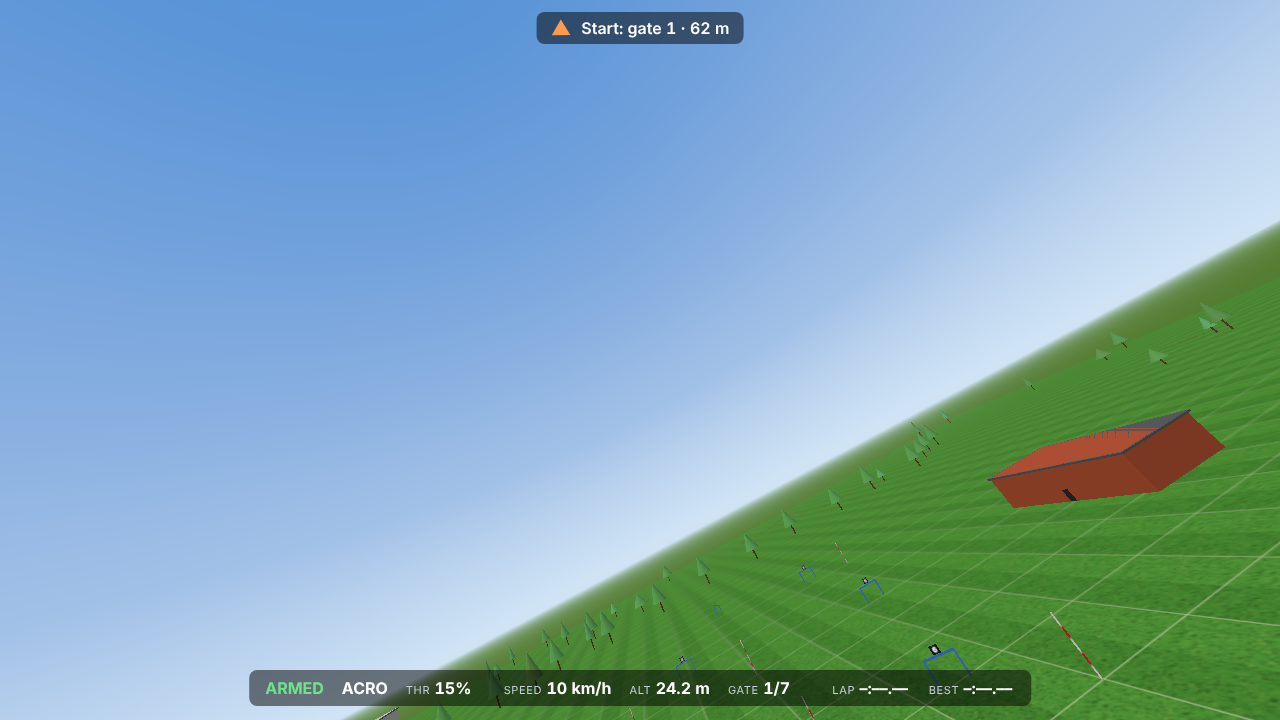 Start: gate 1 · 62 m
ARMED ACRO THR 15% SPEED 10 km/h ALT 24.2 m GATE 1/7 LAP –:––.–– BEST –:––.––